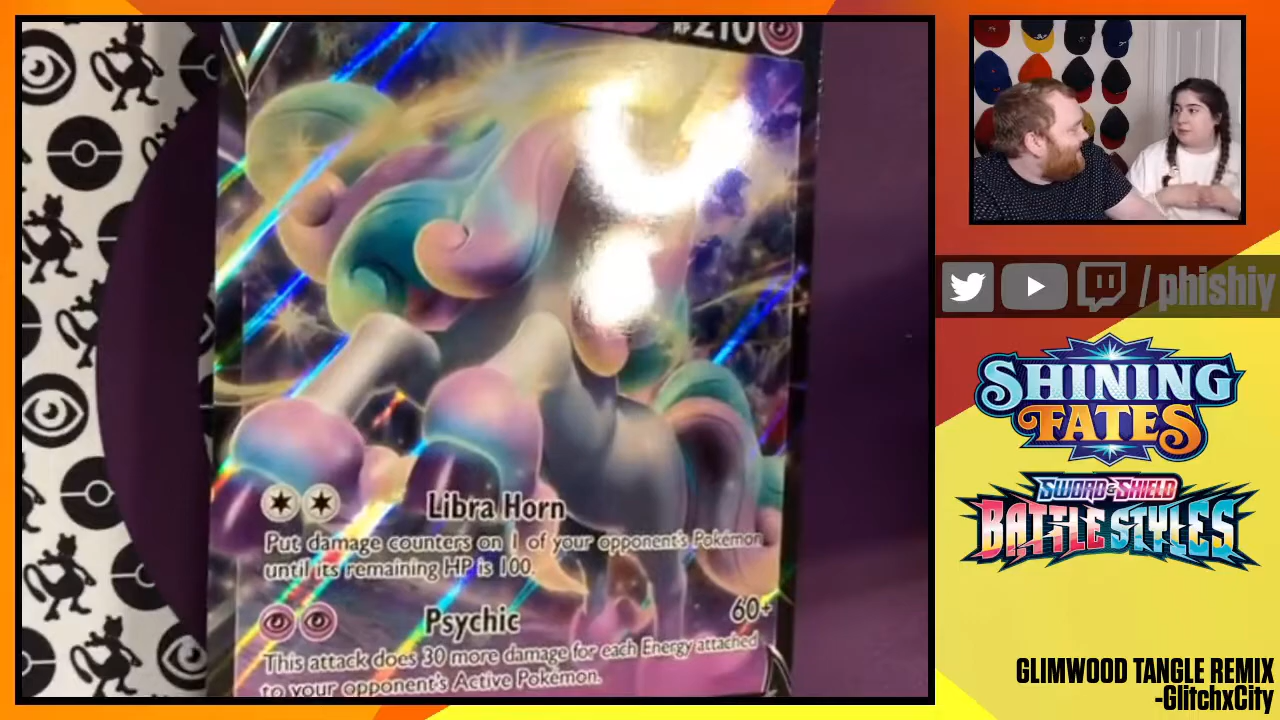 HP 210
Libra Horn
Put damage counters on 1 of your opponent's Pokémon
until its remaining HP is 100.
Psychic 60+
This attack does 30 more damage for each Energy attached
to your opponent's Active Pokémon.
/phishiy
SHINING
FATES
SWORD & SHIELD
BATTLE STYLES
GLIMWOOD TANGLE REMIX
-GlitchxCity